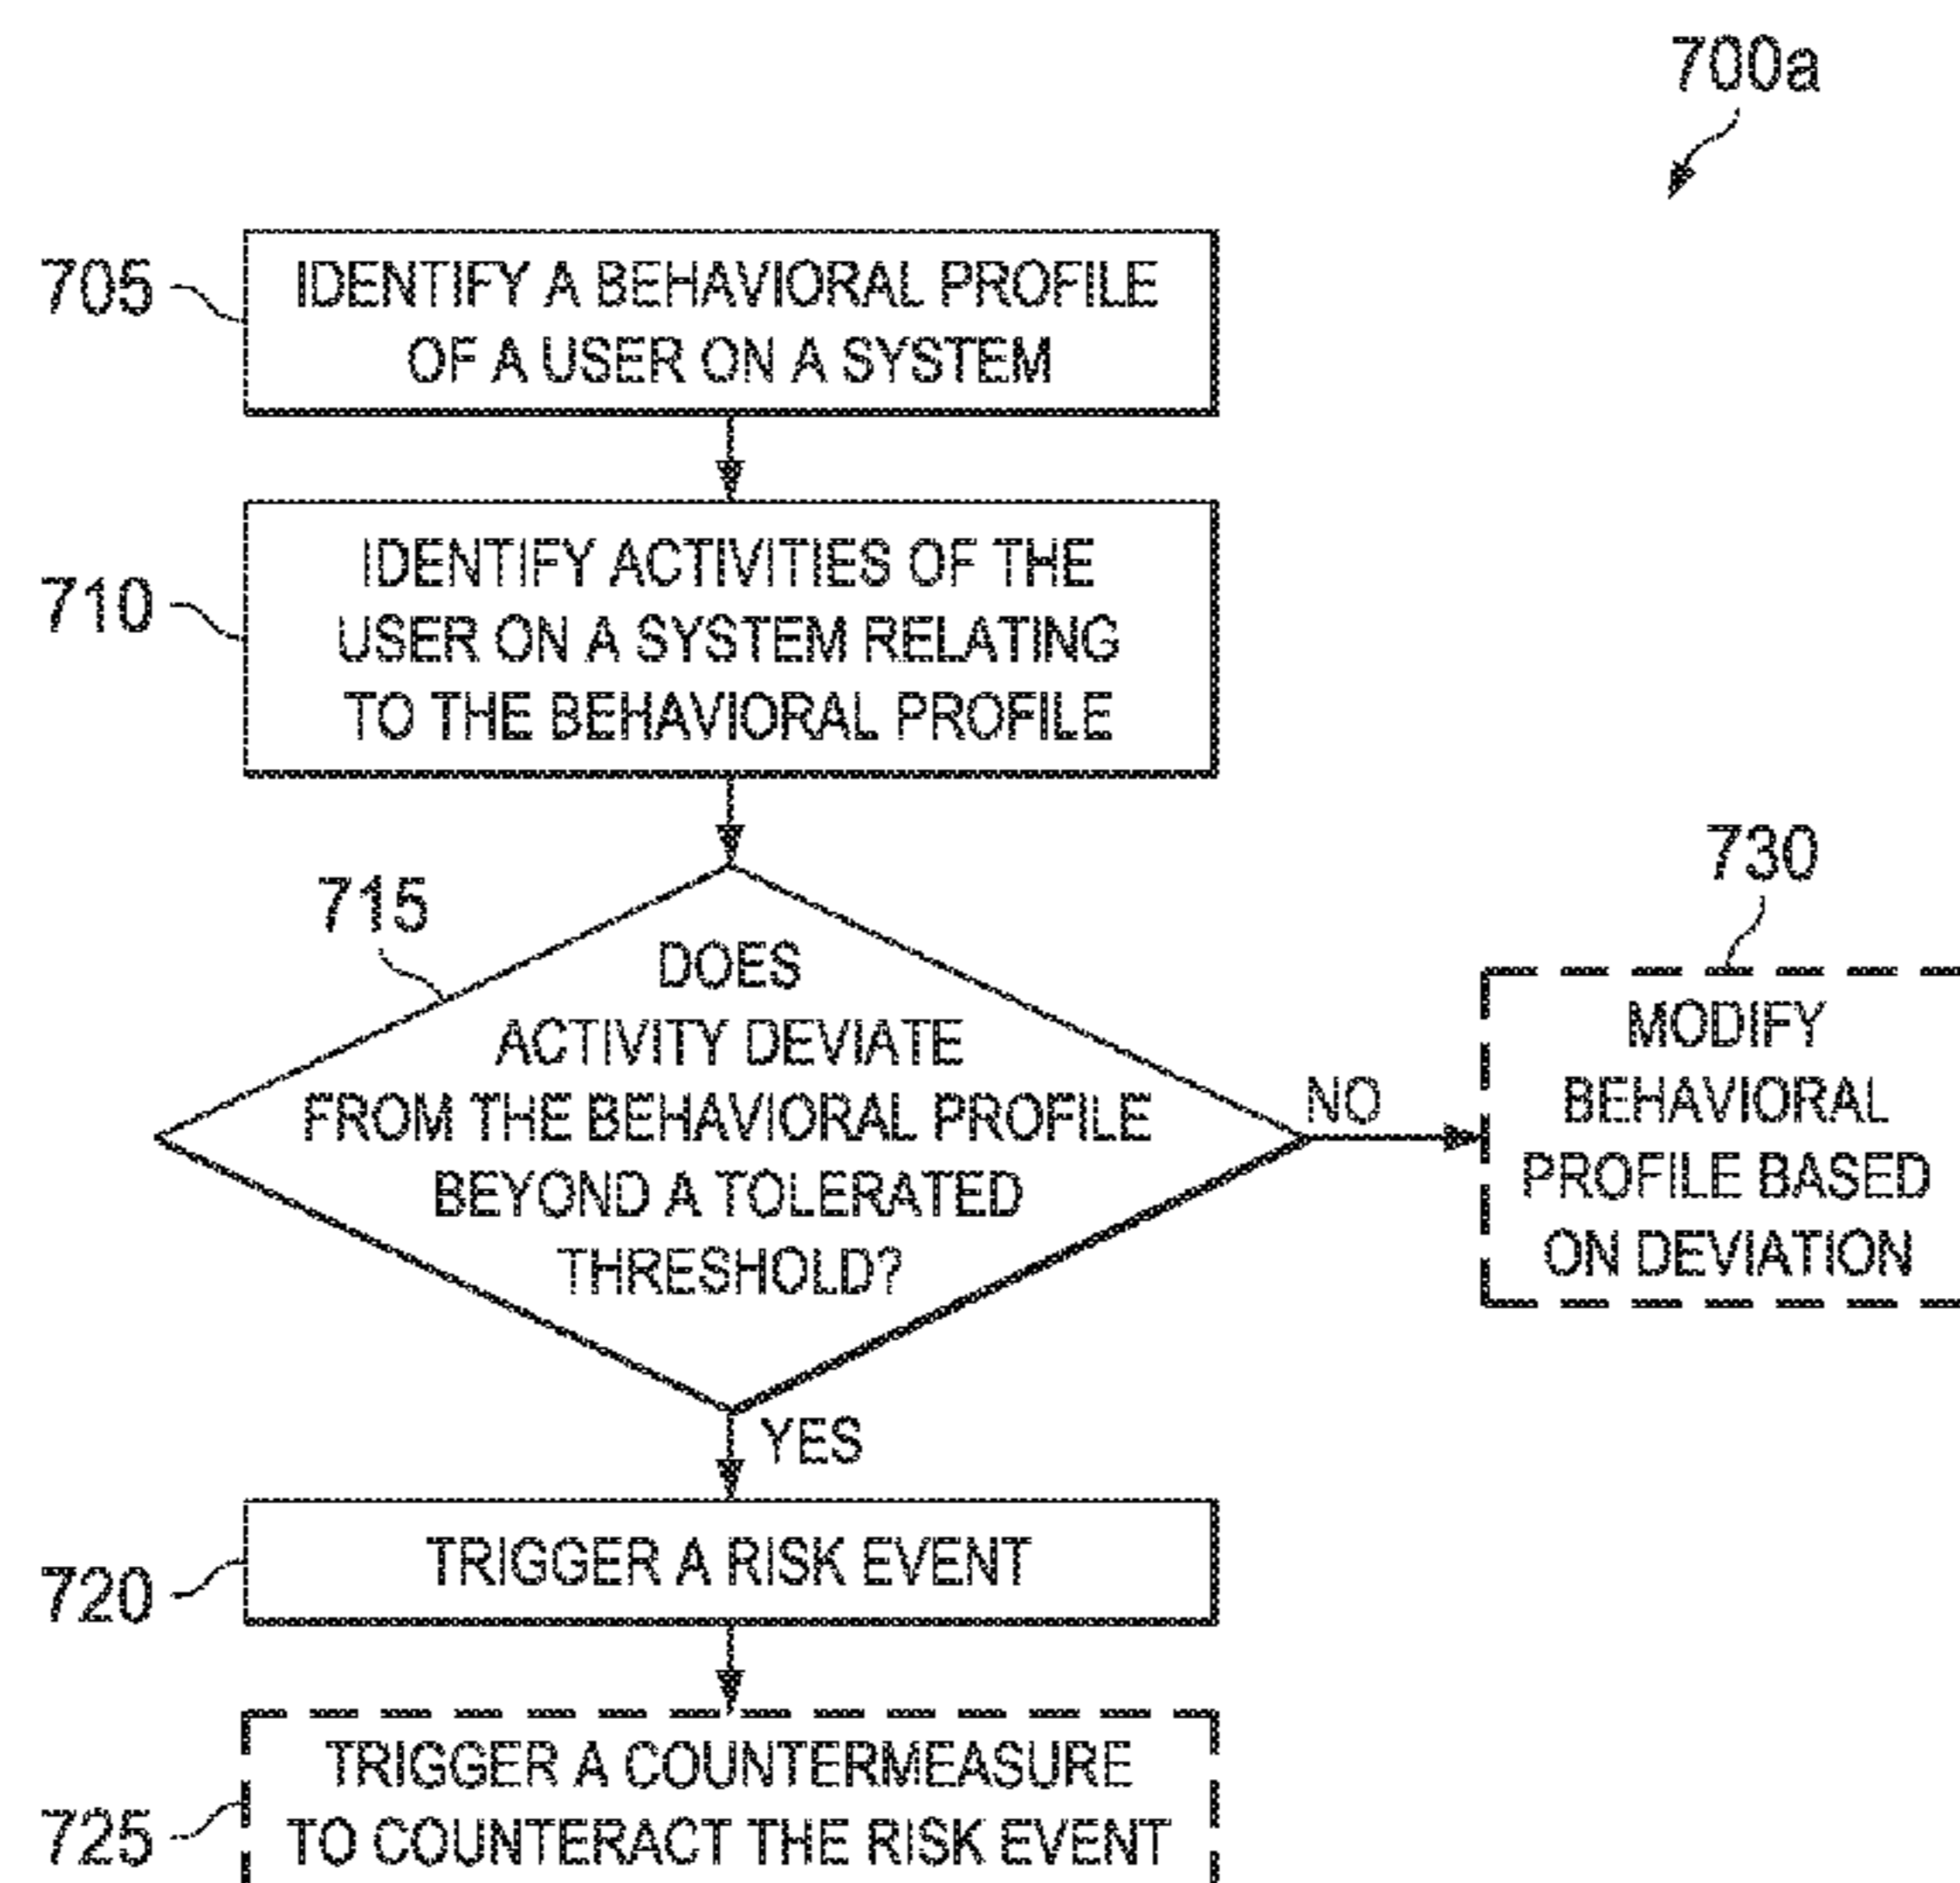 700a
705
IDENTIFY A BEHAVIORAL PROFILE
OF A USER ON A SYSTEM
710
IDENTIFY ACTIVITIES OF THE
USER ON A SYSTEM RELATING
TO THE BEHAVIORAL PROFILE
715
DOES
ACTIVITY DEVIATE
FROM THE BEHAVIORAL PROFILE
BEYOND A TOLERATED
THRESHOLD?
NO
730
MODIFY
BEHAVIORAL
PROFILE BASED
ON DEVIATION
YES
720
TRIGGER A RISK EVENT
725
TRIGGER A COUNTERMEASURE
TO COUNTERACT THE RISK EVENT